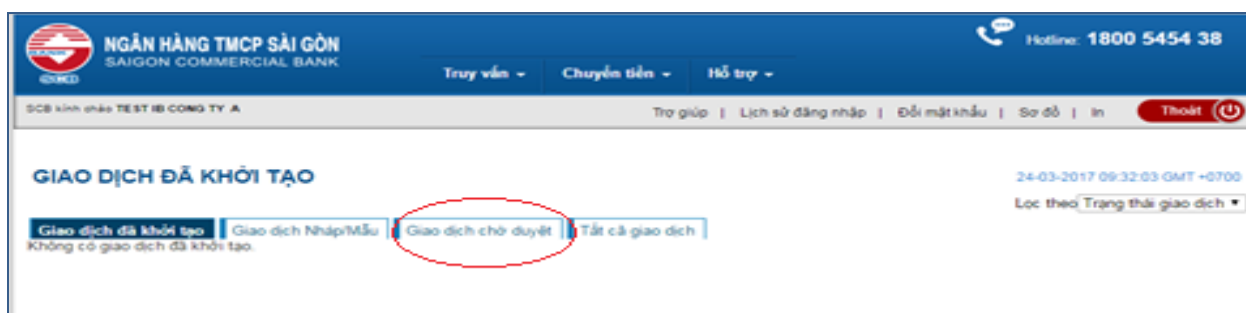 NGÂN HÀNG TMCP SÀI GÒN
SAIGON COMMERCIAL BANK
Hotline: 1800 5454 38
Truy vấn Chuyển tiền Hỗ trợ
SCB kính chào TEST IB CONG TY A
Trợ giúp | Lịch sử đăng nhập | Đổi mật khẩu | Sơ đồ | In Thoát
GIAO DỊCH ĐÃ KHỞI TẠO
24-03-2017 09:32:03 GMT +0700
Lọc theo Trạng thái giao dịch
Giao dịch đã khởi tạo Giao dịch Nháp/Mẫu Giao dịch chờ duyệt Tất cả giao dịch
Không có giao dịch đã khởi tạo.